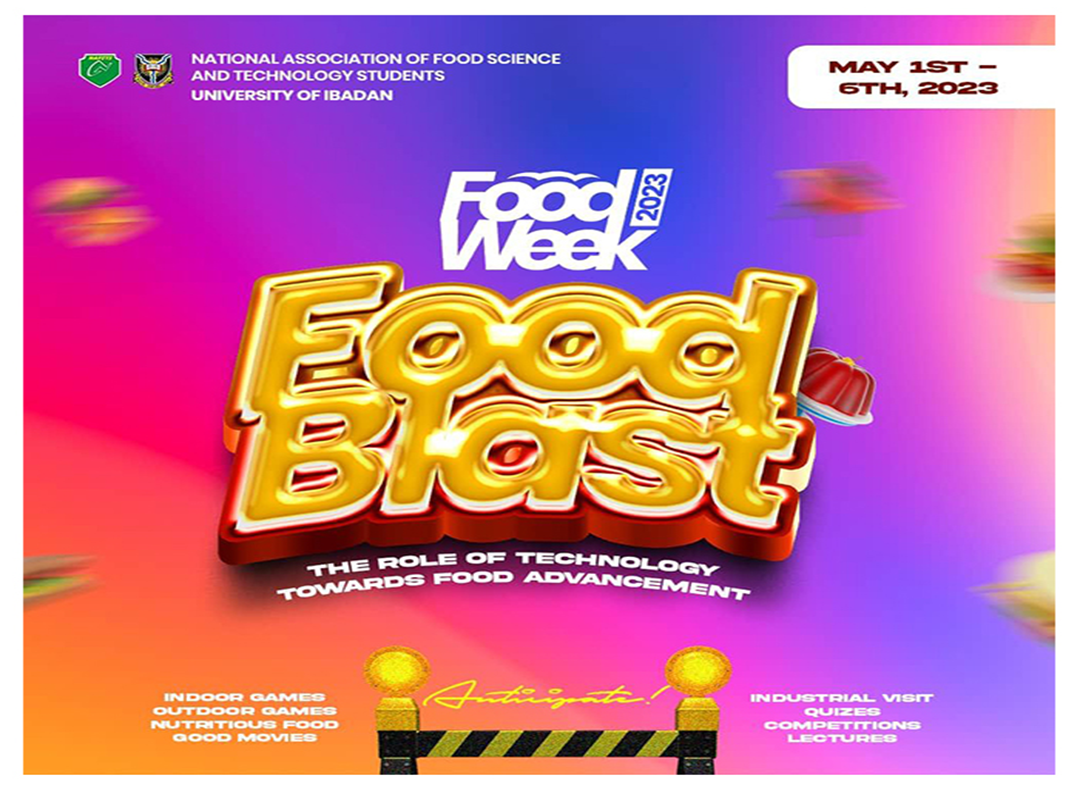 NATIONAL ASSOCIATION OF FOOD SCIENCE
AND TECHNOLOGY STUDENTS
UNIVERSITY OF IBADAN
MAY 1ST –
6TH, 2023
Food
Week
2023
Food
Blast
THE ROLE OF TECHNOLOGY
TOWARDS FOOD ADVANCEMENT
Anticipate!
INDOOR GAMES
OUTDOOR GAMES
NUTRITIOUS FOOD
GOOD MOVIES
INDUSTRIAL VISIT
QUIZES
COMPETITIONS
LECTURES